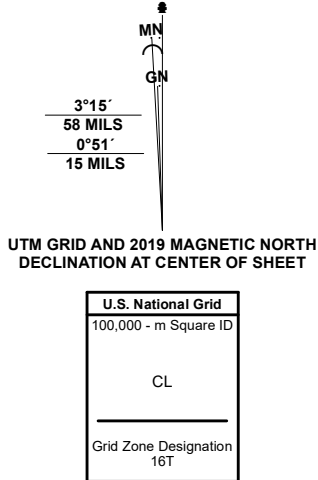 MN
GN
3°15´
58 MILS
0°51´
15 MILS
UTM GRID AND 2019 MAGNETIC NORTH
DECLINATION AT CENTER OF SHEET
U.S. National Grid
100,000 - m Square ID
CL
Grid Zone Designation
16T